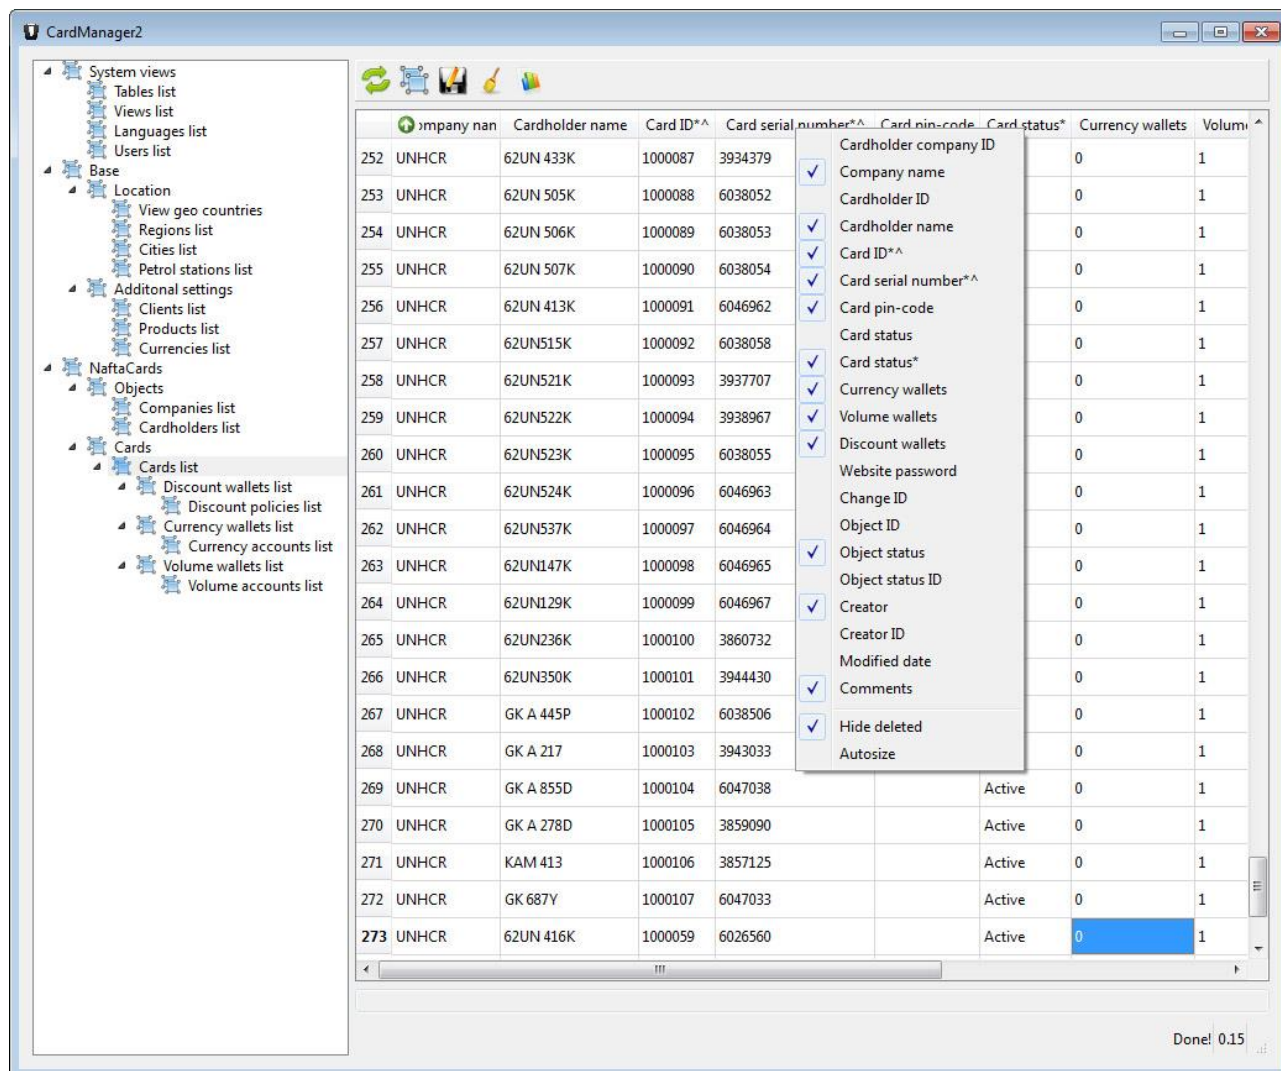 CardManager2
System views
Tables list
Views list
Languages list
Users list
Base
Location
View geo countries
Regions list
Cities list
Petrol stations list
Additonal settings
Clients list
Products list
Currencies list
NaftaCards
Objects
Companies list
Cardholders list
Cards
Cards list
Discount wallets list
Discount policies list
Currency wallets list
Currency accounts list
Volume wallets list
Volume accounts list
ompany nan Cardholder name Card ID*^ Card serial number*^ Card pin-code Card status* Currency wallets Volum
252 UNHCR 62UN 433K 1000087 3934379 0 1
253 UNHCR 62UN 505K 1000088 6038052 0 1
254 UNHCR 62UN 506K 1000089 6038053 0 1
255 UNHCR 62UN 507K 1000090 6038054 0 1
256 UNHCR 62UN 413K 1000091 6046962 0 1
257 UNHCR 62UN515K 1000092 6038058 0 1
258 UNHCR 62UN521K 1000093 3937707 0 1
259 UNHCR 62UN522K 1000094 3938967 0 1
260 UNHCR 62UN523K 1000095 6038055 0 1
261 UNHCR 62UN524K 1000096 6046963 0 1
262 UNHCR 62UN537K 1000097 6046964 0 1
263 UNHCR 62UN147K 1000098 6046965 0 1
264 UNHCR 62UN129K 1000099 6046967 0 1
265 UNHCR 62UN236K 1000100 3860732 0 1
266 UNHCR 62UN350K 1000101 3944430 0 1
267 UNHCR GK A 445P 1000102 6038506 0 1
268 UNHCR GK A 217 1000103 3943033 0 1
269 UNHCR GK A 855D 1000104 6047038 Active 0 1
270 UNHCR GK A 278D 1000105 3859090 Active 0 1
271 UNHCR KAM 413 1000106 3857125 Active 0 1
272 UNHCR GK 687Y 1000107 6047033 Active 0 1
273 UNHCR 62UN 416K 1000059 6026560 Active 0 1
Cardholder company ID
Company name
Cardholder ID
Cardholder name
Card ID*^
Card serial number*^
Card pin-code
Card status
Card status*
Currency wallets
Volume wallets
Discount wallets
Website password
Change ID
Object ID
Object status
Object status ID
Creator
Creator ID
Modified date
Comments
Hide deleted
Autosize
Done! 0.15